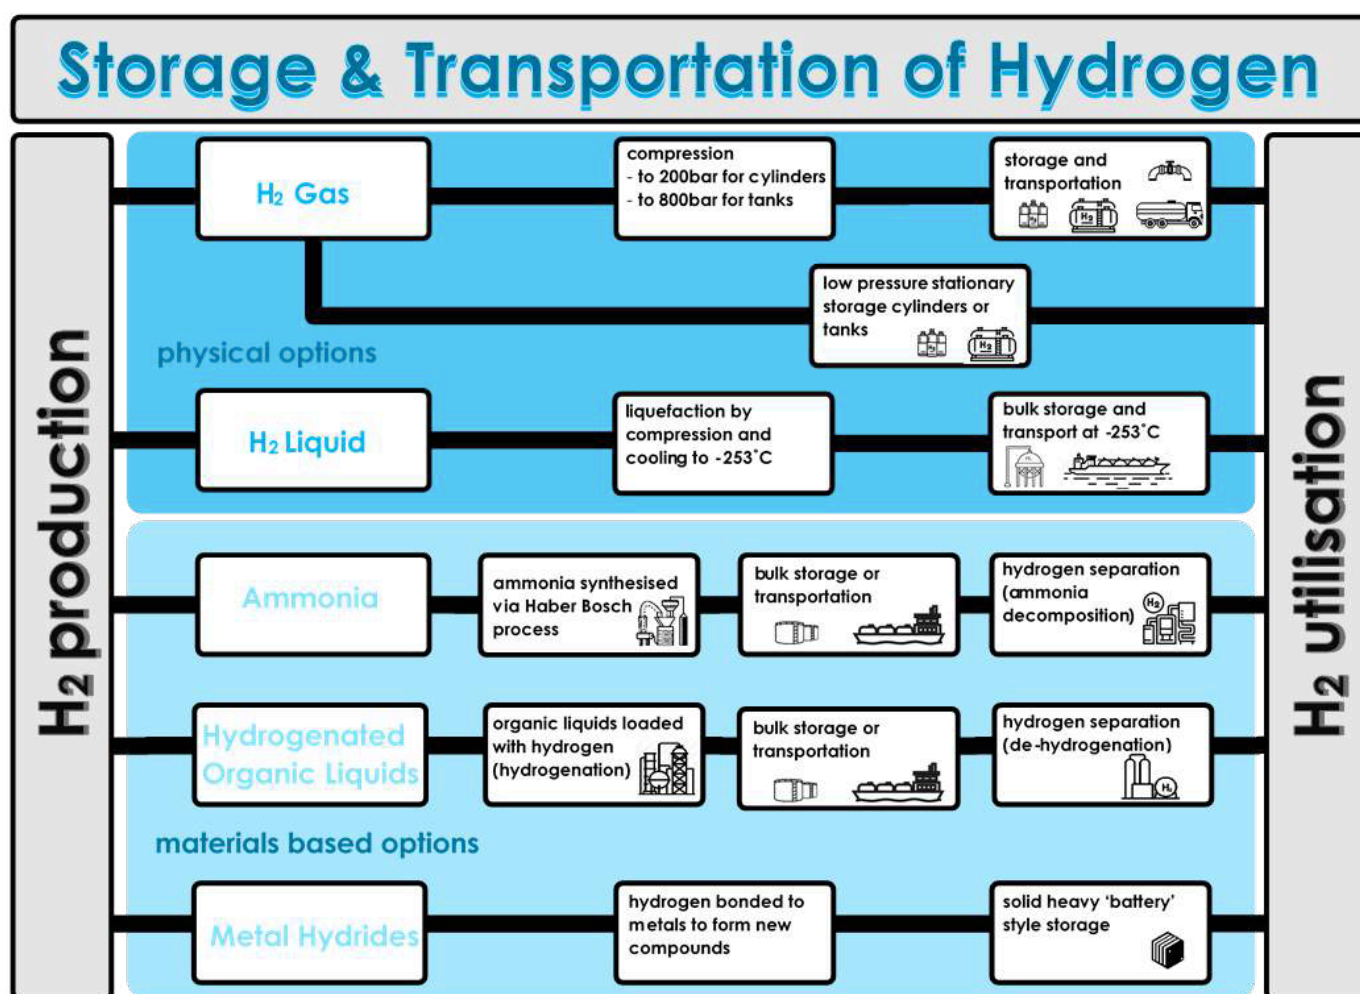 Storage & Transportation of Hydrogen
H2 production
H2 Gas
compression
- to 200bar for cylinders
- to 800bar for tanks
storage and
transportation
H2
H2
low pressure stationary
storage cylinders or
tanks
H2
H2
physical options
H2 Liquid
liquefaction by
compression and
cooling to -253°C
bulk storage and
transport at -253°C
Ammonia
ammonia synthesised
via Haber Bosch
process
bulk storage or
transportation
hydrogen separation
(ammonia
decomposition)
H2
Hydrogenated
Organic Liquids
organic liquids loaded
with hydrogen
(hydrogenation)
bulk storage or
transportation
hydrogen separation
(de-hydrogenation)
H2
materials based options
Metal Hydrides
hydrogen bonded to
metals to form new
compounds
solid heavy ‘battery’
style storage
H2 utilisation